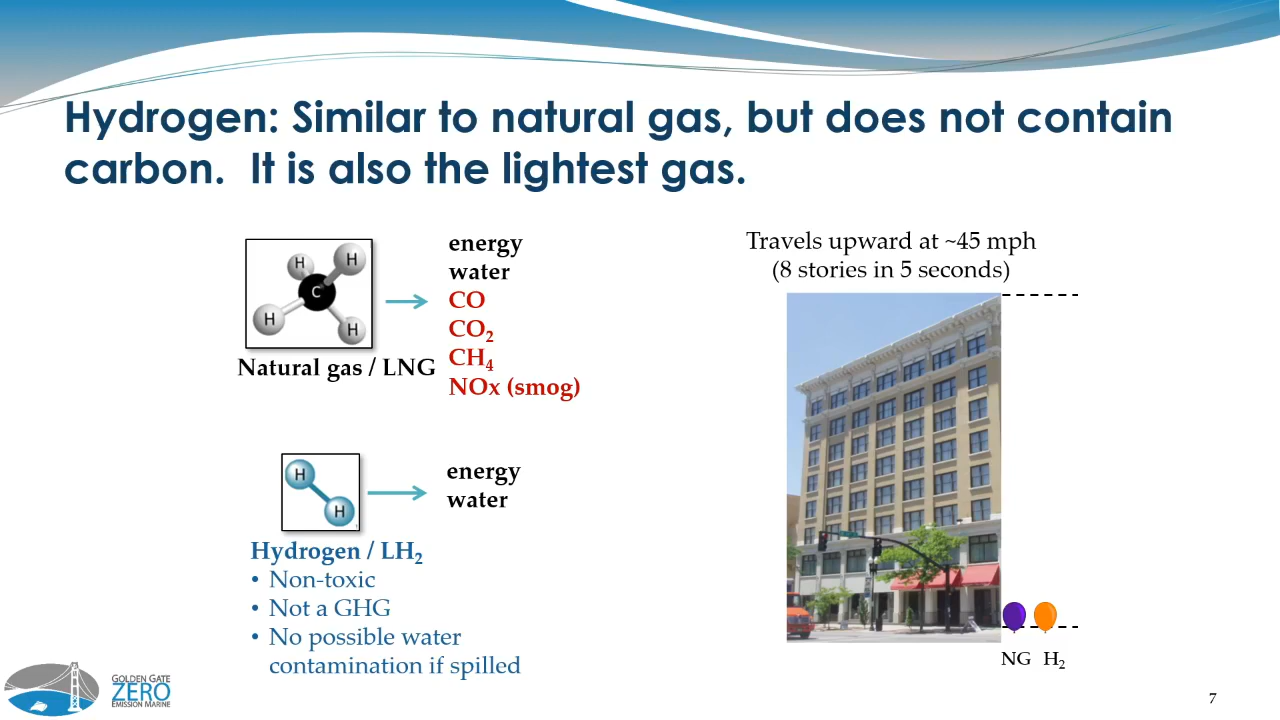 Hydrogen: Similar to natural gas, but does not contain
carbon. It is also the lightest gas.
H
H
C
H
H
Natural gas / LNG
energy
water
CO
CO₂
CH₄
NOx (smog)
H
H
energy
water
Hydrogen / LH₂
• Non-toxic
• Not a GHG
• No possible water
contamination if spilled
Travels upward at ~45 mph
(8 stories in 5 seconds)
NG H₂
GOLDEN GATE
ZERO
EMISSION MARINE
7